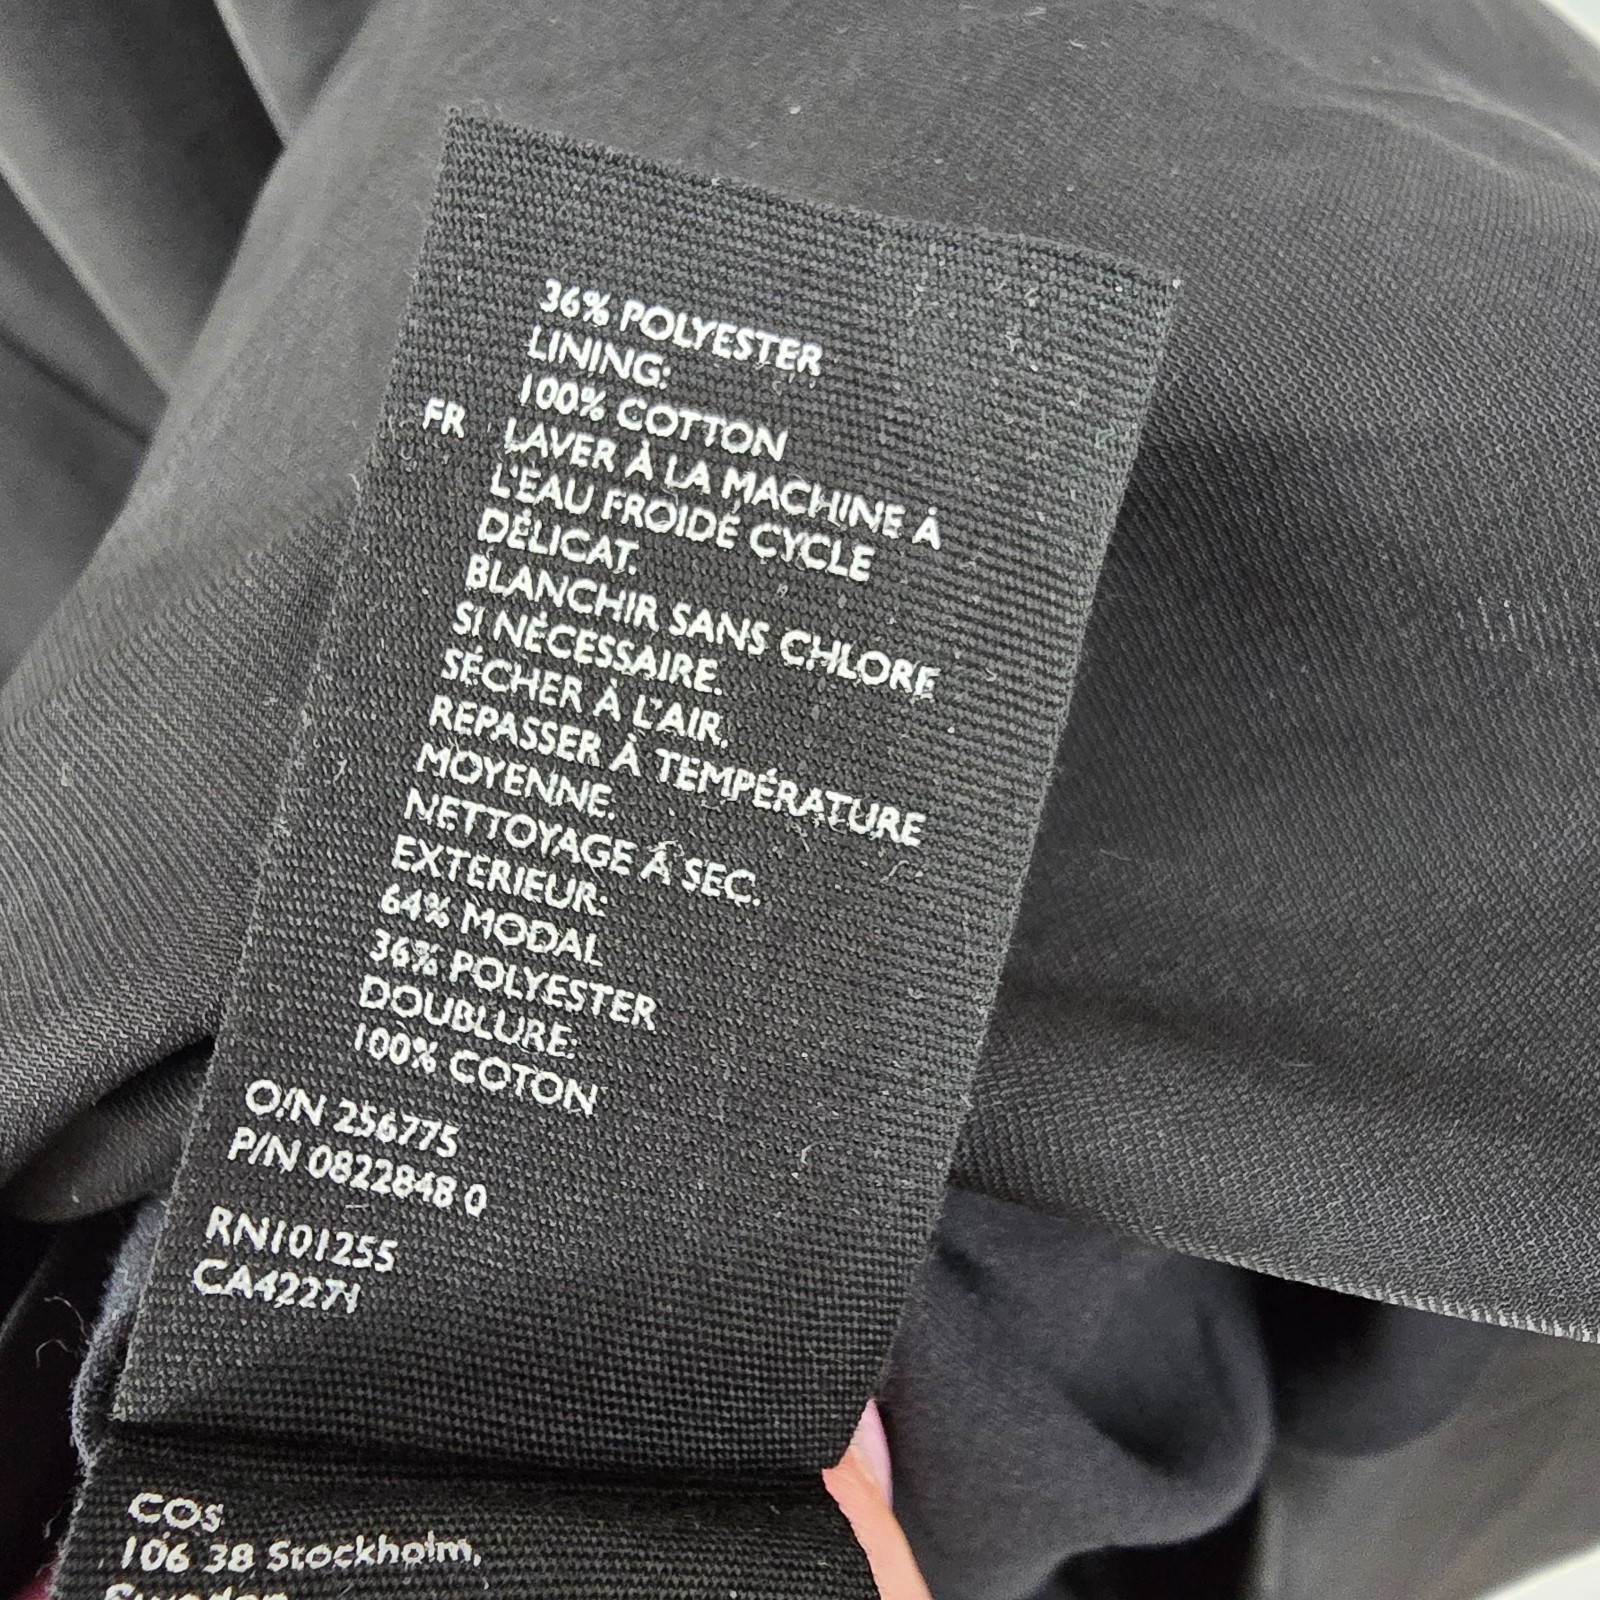 36% POLYESTER
LINING:
100% COTTON
FR LAVER À LA MACHINE À
L'EAU FROIDE CYCLE
DÉLICAT.
BLANCHIR SANS CHLORE
SI NÉCESSAIRE.
SÉCHER À L'AIR.
REPASSER À TEMPÉRATURE
MOYENNE.
NETTOYAGE À SEC.
EXTERIEUR:
64% MODAL
36% POLYESTER
DOUBLURE:
100% COTON
O/N 256775
P/N 0822848 0
RN101255
CA42271
COS
106 38 Stockholm,
Sweden